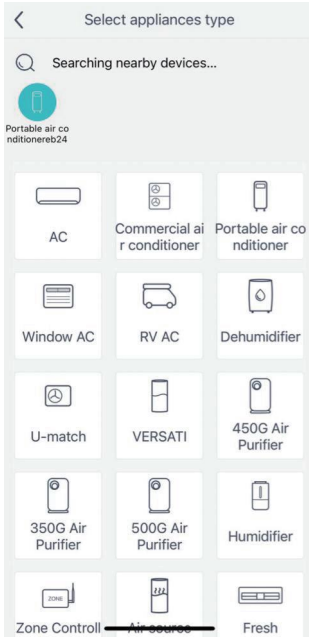 Select appliances type
Searching nearby devices...
Portable air co
nditionereb24
AC
Commercial ai
r conditioner
Portable air co
nditioner
Window AC
RV AC
Dehumidifier
U-match
VERSATI
450G Air
Purifier
350G Air
Purifier
500G Air
Purifier
Humidifier
ZONE
Zone Controll
Air source
Fresh